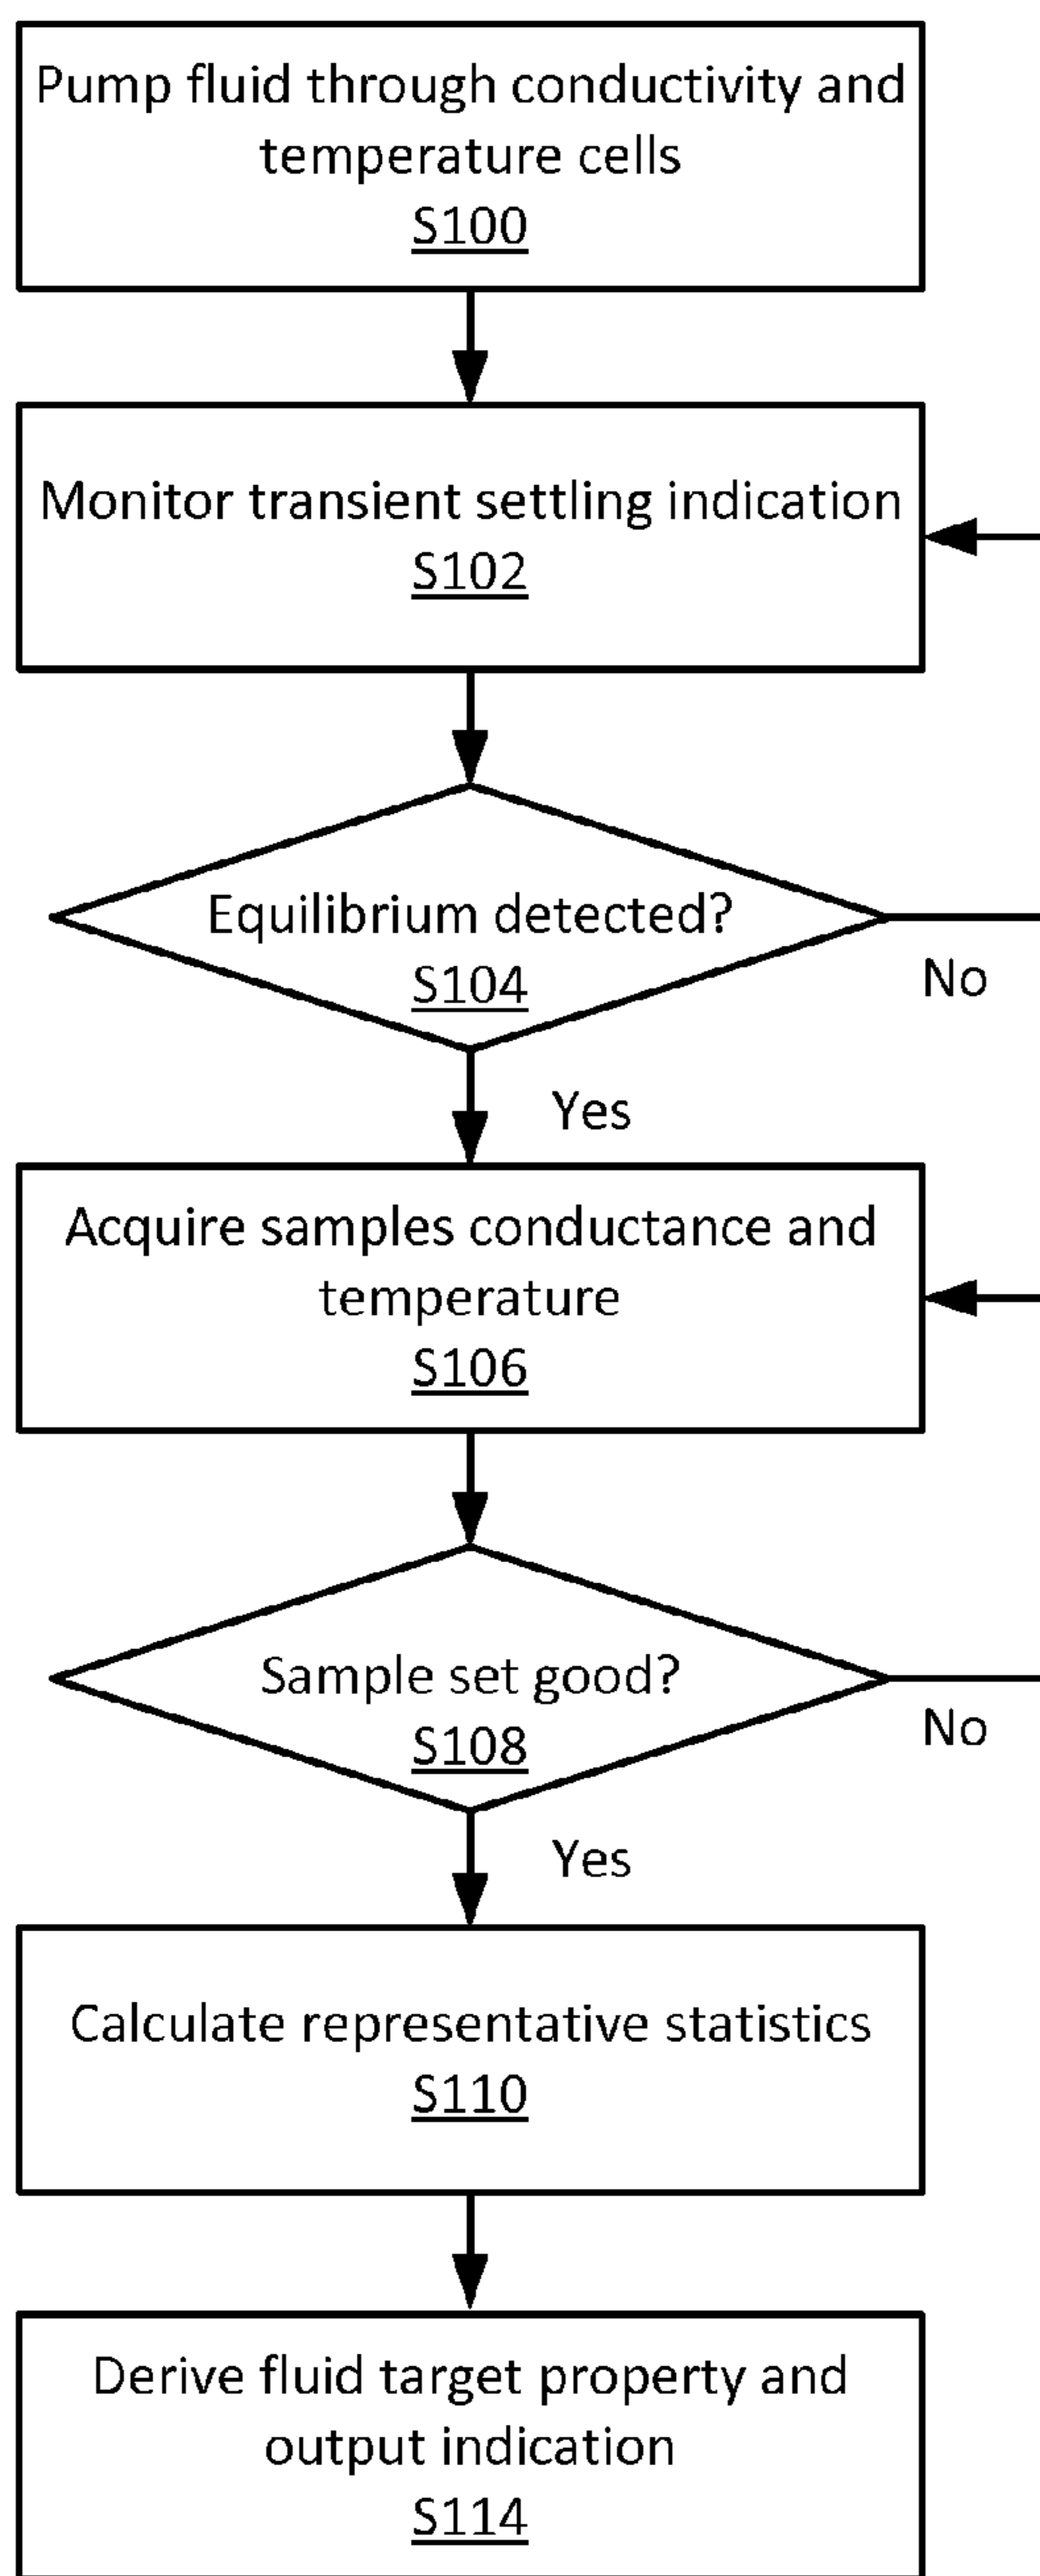 Pump fluid through conductivity and
temperature cells
S100
Monitor transient settling indication
S102
Equilibrium detected?
S104
No
Yes
Acquire samples conductance and
temperature
S106
Sample set good?
S108
No
Yes
Calculate representative statistics
S110
Derive fluid target property and
output indication
S114